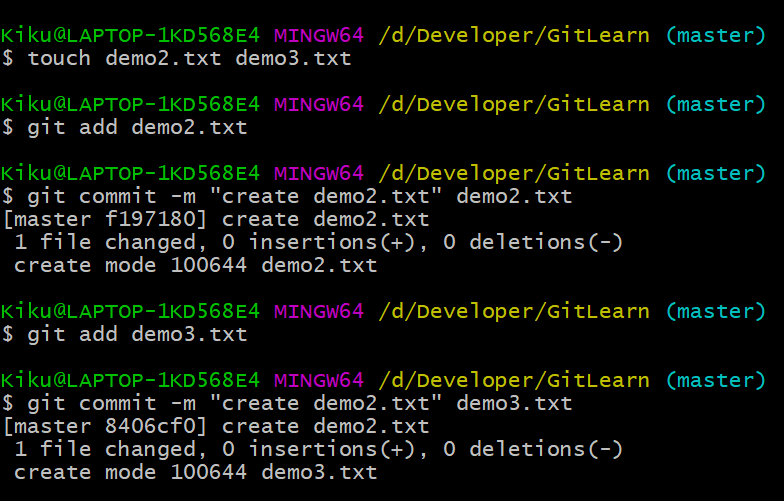 Kiku@LAPTOP-1KD568E4 MINGW64 /d/Developer/GitLearn (master)
$ touch demo2.txt demo3.txt
Kiku@LAPTOP-1KD568E4 MINGW64 /d/Developer/GitLearn (master)
$ git add demo2.txt
Kiku@LAPTOP-1KD568E4 MINGW64 /d/Developer/GitLearn (master)
$ git commit -m "create demo2.txt" demo2.txt
[master f197180] create demo2.txt
 1 file changed, 0 insertions(+), 0 deletions(-)
 create mode 100644 demo2.txt
Kiku@LAPTOP-1KD568E4 MINGW64 /d/Developer/GitLearn (master)
$ git add demo3.txt
Kiku@LAPTOP-1KD568E4 MINGW64 /d/Developer/GitLearn (master)
$ git commit -m "create demo2.txt" demo3.txt
[master 8406cf0] create demo2.txt
 1 file changed, 0 insertions(+), 0 deletions(-)
 create mode 100644 demo3.txt